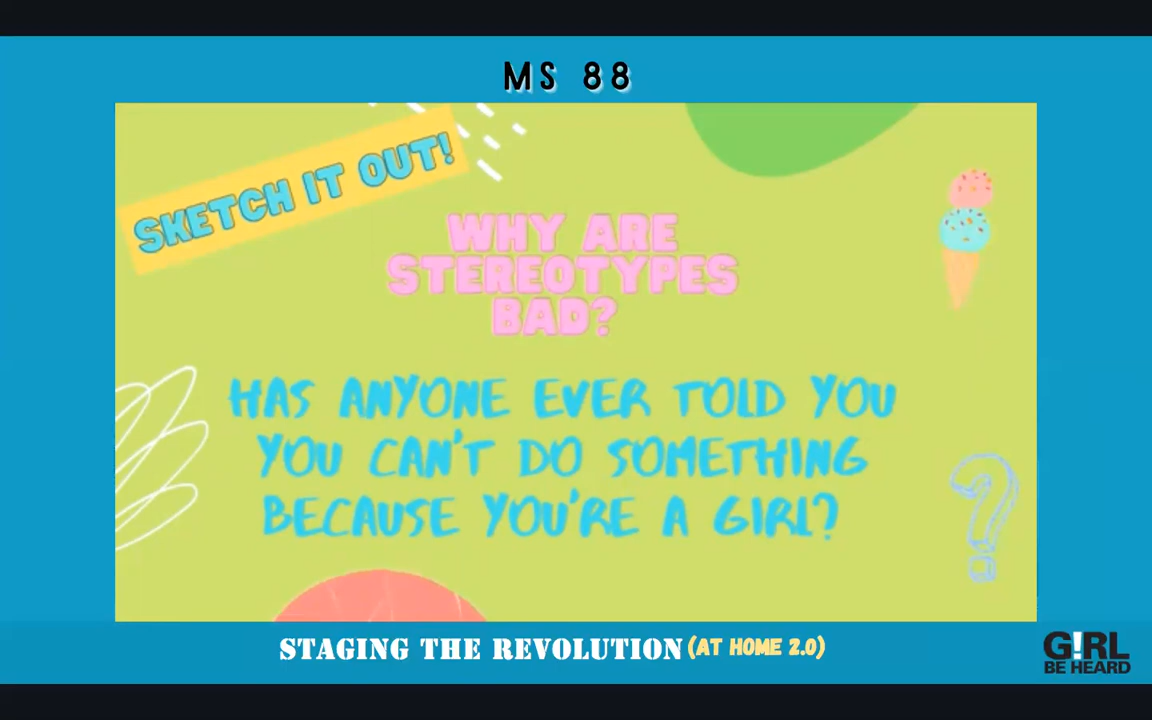 MS 88
SKETCH IT OUT!
WHY ARE
STEREOTYPES
BAD?
HAS ANYONE EVER TOLD YOU
YOU CAN'T DO SOMETHING
BECAUSE YOU'RE A GIRL?
?
STAGING THE REVOLUTION (AT HOME 2.0)
G!RL
BE HEARD